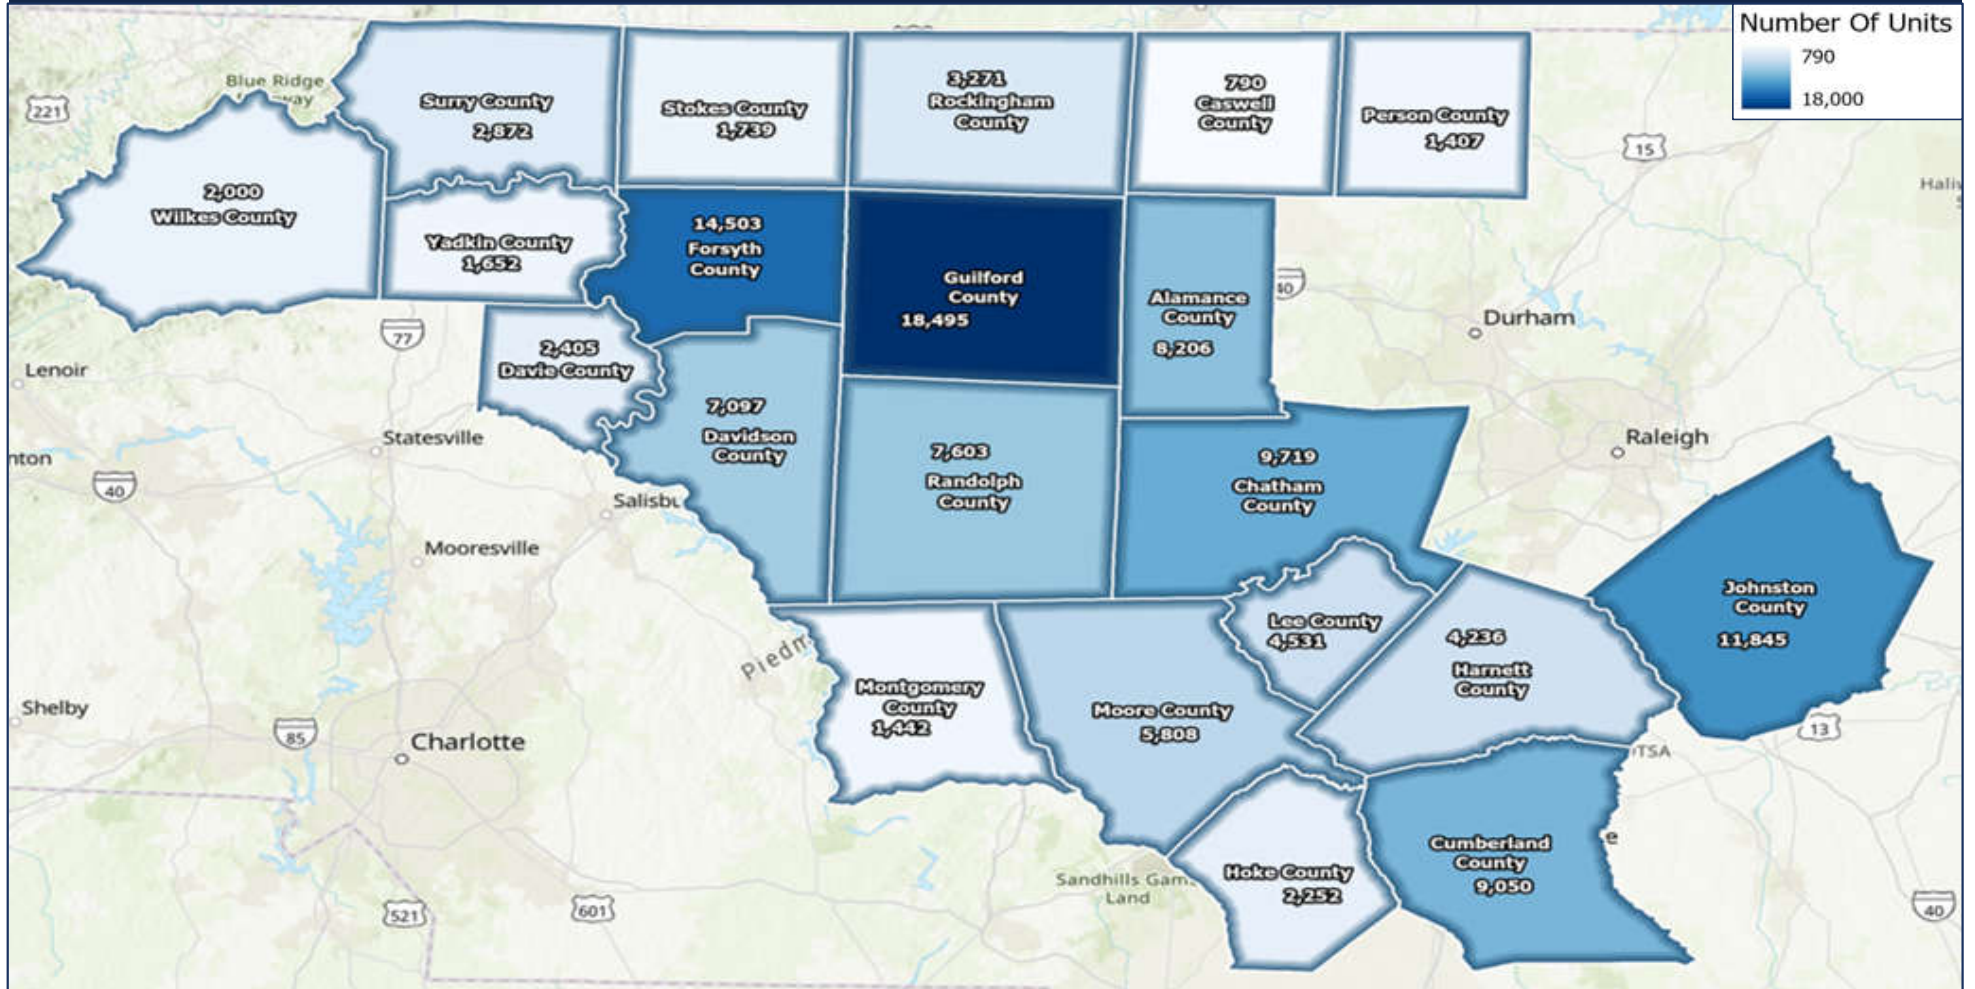 Number Of Units
790
18,000
Blue Ridge
way
221
Surry County
2,872
Stokes County
1,739
3,271
Rockingham
County
790
Caswell
County
Person County
1,407
15
2,000
Wilkes County
Yadkin County
1,652
14,503
Forsyth
County
Guilford
County
18,495
Alamance
County
8,206
40
Durham
77
Lenoir
2,405
Davie County
7,097
Davidson
County
7,603
Randolph
County
9,719
Chatham
County
Raleigh
Statesville
nton
40
Salisbu
Mooresville
Johnston
County
11,845
Lee County
4,531
4,236
Harnett
County
Piedm
Montgomery
County
1,442
Moore County
5,808
Shelby
85
Charlotte
13
TSA
Cumberland
County
9,050
e
Hoke County
2,252
Sandhills Gam
Land
521
601
40